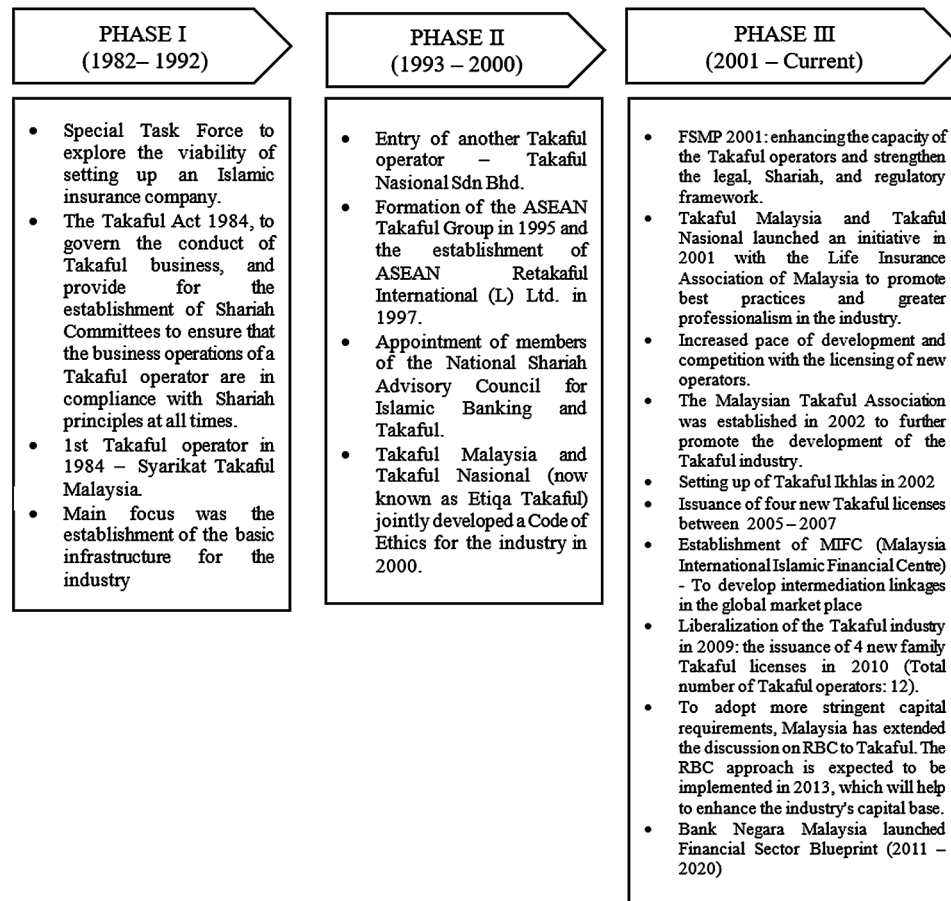 PHASE I
(1982– 1992)
• Special Task Force to
explore the viability of
setting up an Islamic
insurance company.
• The Takaful Act 1984, to
govern the conduct of
Takaful business, and
provide for the
establishment of Shariah
Committees to ensure that
the business operations of a
Takaful operator are in
compliance with Shariah
principles at all times.
• 1st Takaful operator in
1984 – Syarikat Takaful
Malaysia.
• Main focus was the
establishment of the basic
infrastructure for the
industry
PHASE II
(1993 – 2000)
• Entry of another Takaful
operator – Takaful
Nasional Sdn Bhd.
• Formation of the ASEAN
Takaful Group in 1995 and
the establishment of
ASEAN Retakaful
International (L) Ltd. in
1997.
• Appointment of members
of the National Shariah
Advisory Council for
Islamic Banking and
Takaful.
• Takaful Malaysia and
Takaful Nasional (now
known as Etiqa Takaful)
jointly developed a Code of
Ethics for the industry in
2000.
PHASE III
(2001 – Current)
• FSMP 2001: enhancing the capacity of
the Takaful operators and strengthen
the legal, Shariah, and regulatory
framework.
• Takaful Malaysia and Takaful
Nasional launched an initiative in
2001 with the Life Insurance
Association of Malaysia to promote
best practices and greater
professionalism in the industry.
• Increased pace of development and
competition with the licensing of new
operators.
• The Malaysian Takaful Association
was established in 2002 to further
promote the development of the
Takaful industry.
• Setting up of Takaful Ikhlas in 2002
• Issuance of four new Takaful licenses
between 2005 – 2007
• Establishment of MIFC (Malaysia
International Islamic Financial Centre)
- To develop intermediation linkages
in the global market place
• Liberalization of the Takaful industry
in 2009: the issuance of 4 new family
Takaful licenses in 2010 (Total
number of Takaful operators: 12).
• To adopt more stringent capital
requirements, Malaysia has extended
the discussion on RBC to Takaful. The
RBC approach is expected to be
implemented in 2013, which will help
to enhance the industry's capital base.
• Bank Negara Malaysia launched
Financial Sector Blueprint (2011 –
2020)